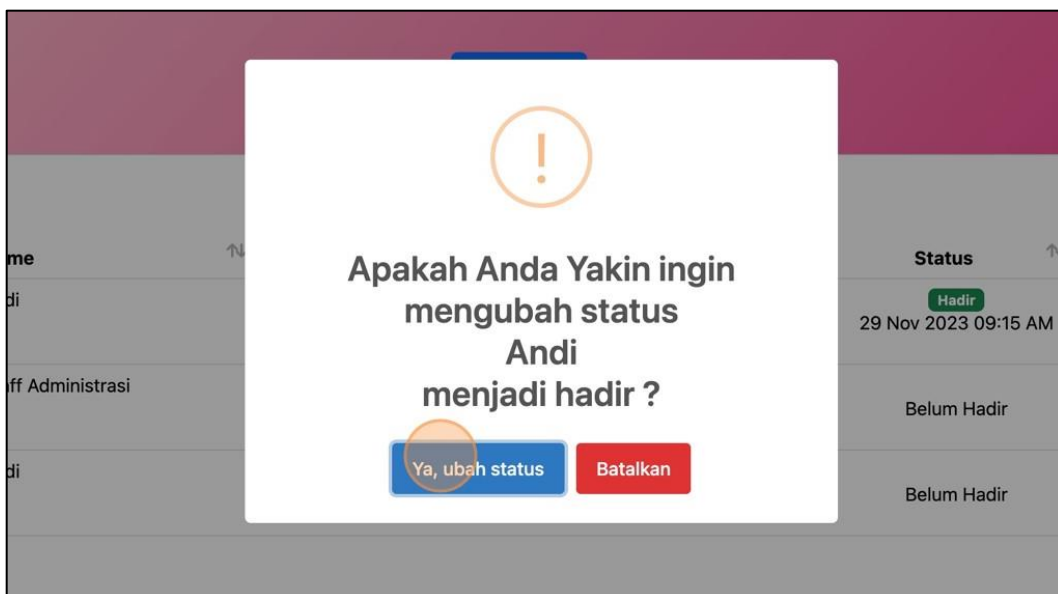 !
Apakah Anda Yakin ingin
mengubah status
Andi
menjadi hadir ?
Ya, ubah status
Batalkan
me
Status
di
Hadir
29 Nov 2023 09:15 AM
ff Administrasi
Belum Hadir
di
Belum Hadir